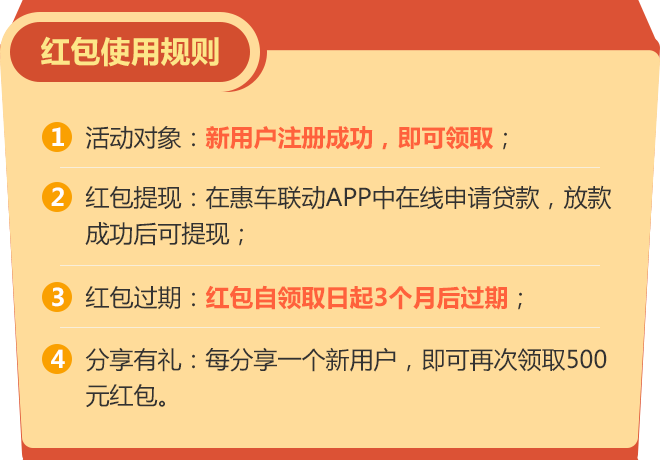 红包使用规则
1 活动对象：新用户注册成功，即可领取；
2 红包提现：在惠车联动APP中在线申请贷款，放款
成功后可提现；
3 红包过期：红包自领取日起3个月后过期；
4 分享有礼：每分享一个新用户，即可再次领取500
元红包。